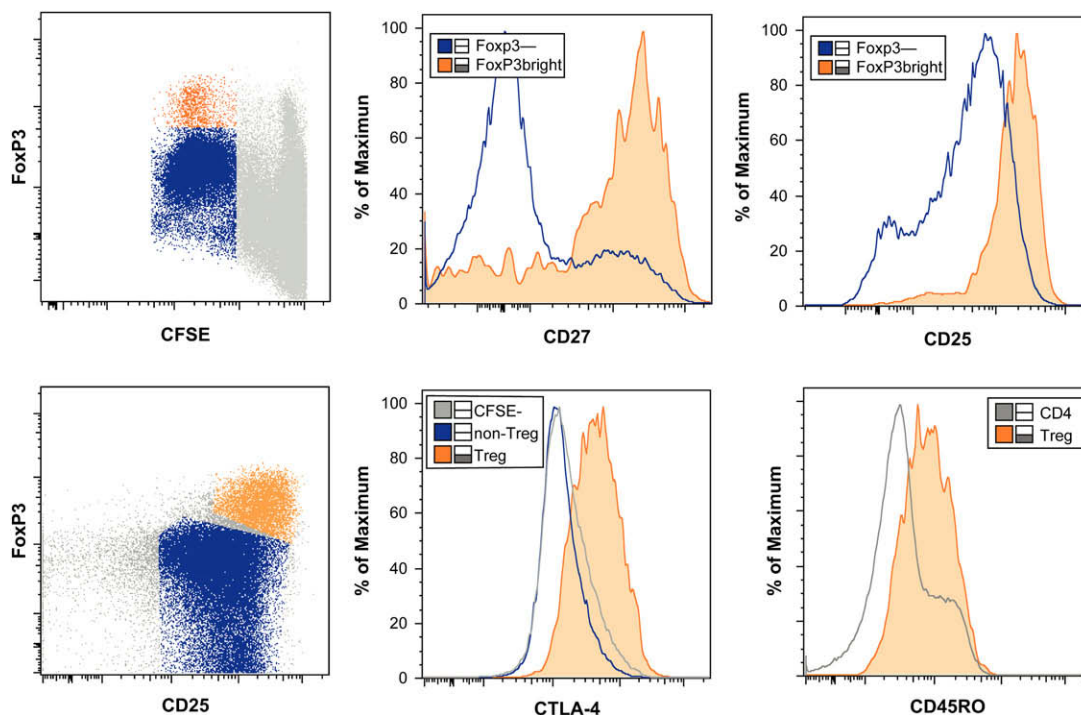 FoxP3
CFSE
% of Maximun
100
80
60
40
20
0
Foxp3—
FoxP3bright
CD27
% of Maximum
100
80
60
40
20
0
Foxp3—
FoxP3bright
CD25
FoxP3
CD25
% of Maximum
100
80
60
40
20
0
CFSE-
non-Treg
Treg
CTLA-4
% of Maximum
CD4
Treg
CD45RO